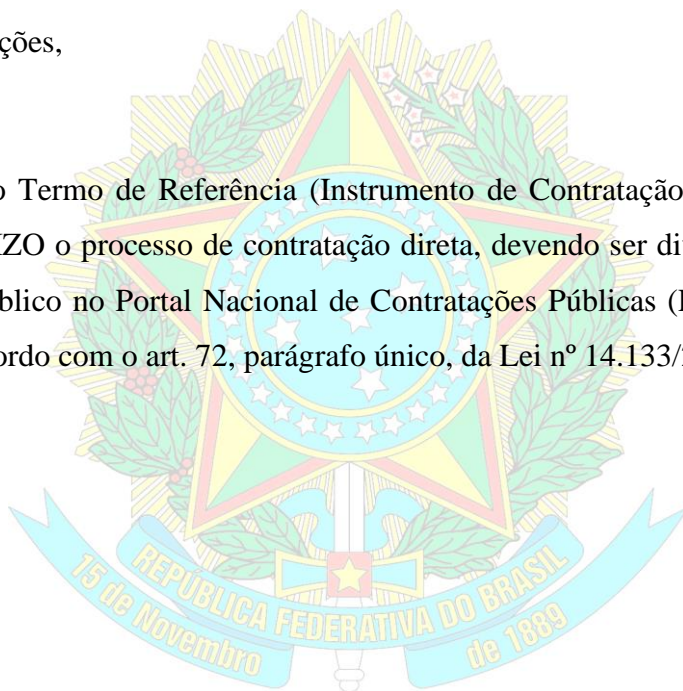 ções,
o Termo de Referência (Instrumento de Contratação
IZO o processo de contratação direta, devendo ser di
blico no Portal Nacional de Contratações Públicas (
ordo com o art. 72, parágrafo único, da Lei nº 14.133/
REPÚBLICA FEDERATIVA DO BRASIL
15 de Novembro de 1889